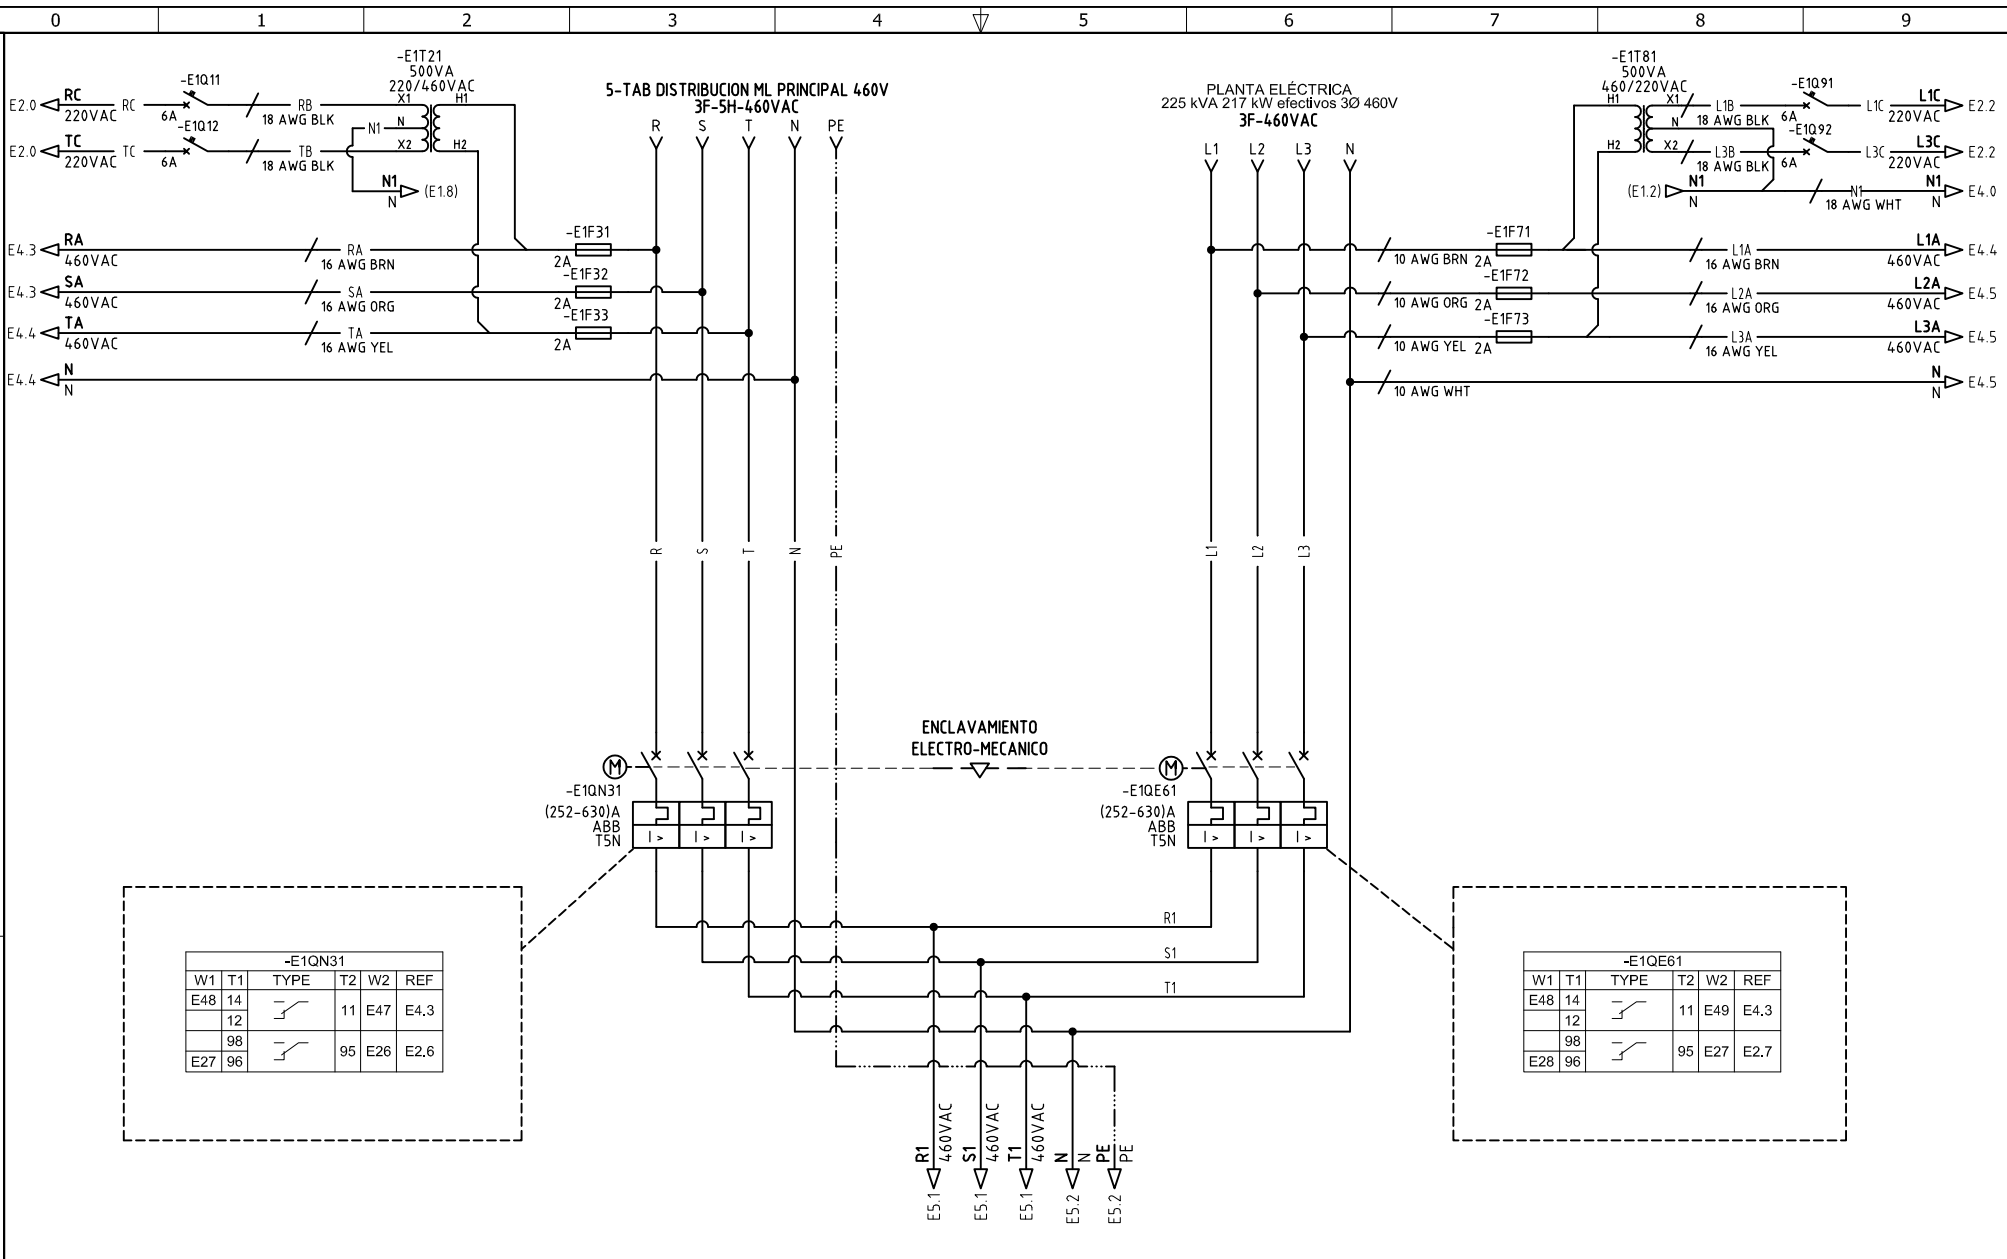 0 1 2 3 4 5 6 7 8 9
-E1T21
500VA
220/460VAC
-E1Q11
E2.0 RC RC RB X1 H1
220VAC 6A 18 AWG BLK
-E1Q12
N1 N
E2.0 TC TC TB X2 H2
220VAC 6A 18 AWG BLK
N1 (E1.8)
N
5-TAB DISTRIBUCION ML PRINCIPAL 460V
3F-5H-460VAC
R S T N PE
-E1F31
E4.3 RA RA
460VAC 16 AWG BRN 2A
-E1F32
E4.3 SA SA
460VAC 16 AWG ORG 2A
-E1F33
E4.4 TA TA
460VAC 16 AWG YEL 2A
E4.4 N
N
PLANTA ELÉCTRICA
225 kVA 217 kW efectivos 3Ø 460V
3F-460VAC
L1 L2 L3 N
-E1T81
500VA
460/220VAC
-E1Q91
H1 X1 L1B L1C L1C E2.2
18 AWG BLK 6A 220VAC
N -E1Q92
H2 X2 L3B L3C L3C E2.2
18 AWG BLK 6A 220VAC
(E1.2) N1 N1 N1 E4.0
N 18 AWG WHT N
-E1F71
L1A L1A E4.4
10 AWG BRN 2A 16 AWG BRN 460VAC
-E1F72
L2A L2A E4.5
10 AWG ORG 2A 16 AWG ORG 460VAC
-E1F73
L3A L3A E4.5
10 AWG YEL 2A 16 AWG YEL 460VAC
N E4.5
10 AWG WHT N
R S T N PE L1 L2 L3
ENCLAVAMIENTO
ELECTRO-MECANICO
M
-E1QN31
(252-630)A
ABB
T5N
I > I > I >
M
-E1QE61
(252-630)A
ABB
T5N
I > I > I >
R1
S1
T1
-E1QN31
W1 T1 TYPE T2 W2 REF
E48 14 11 E47 E4.3
12
98 95 E26 E2.6
E27 96
-E1QE61
W1 T1 TYPE T2 W2 REF
E48 14 11 E49 E4.3
12
98 95 E27 E2.7
E28 96
R1 460VAC E5.1
S1 460VAC E5.1
T1 460VAC E5.1
N N E5.2
PE PE E5.2